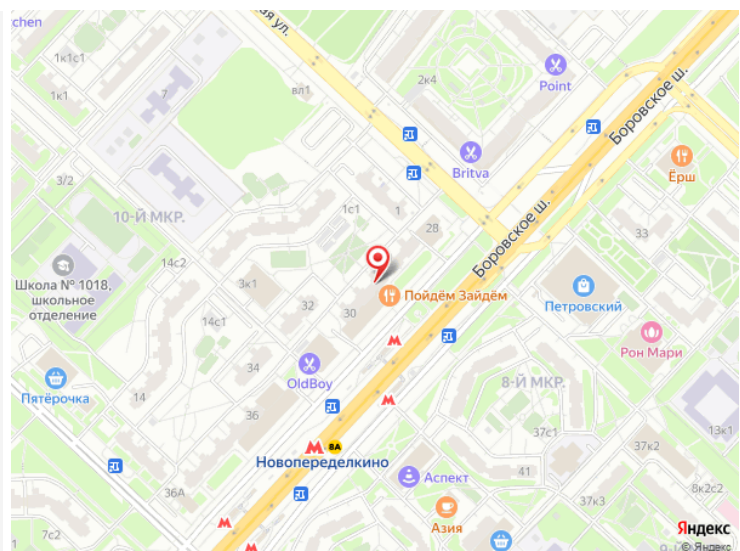 chen
ая ул.
1к1с1
1к1
7
вл1
2к4
Point
Боровское ш.
Britva
Ёрш
3/2
10-Й МКР.
1с1
1
28
Боровское ш.
33
Школа № 1018,
школьное
отделение
14с2
3к1
32
30
Пойдём Зайдём
Петровский
14с1
Рон Мари
34
OldBoy
8-Й МКР.
Пятёрочка
14
36
37с1
13к1
37к2
8А
Новопеределкино
41
Аспект
36А
8к2с2
37к3
Азия
Яндекс
© Яндекс